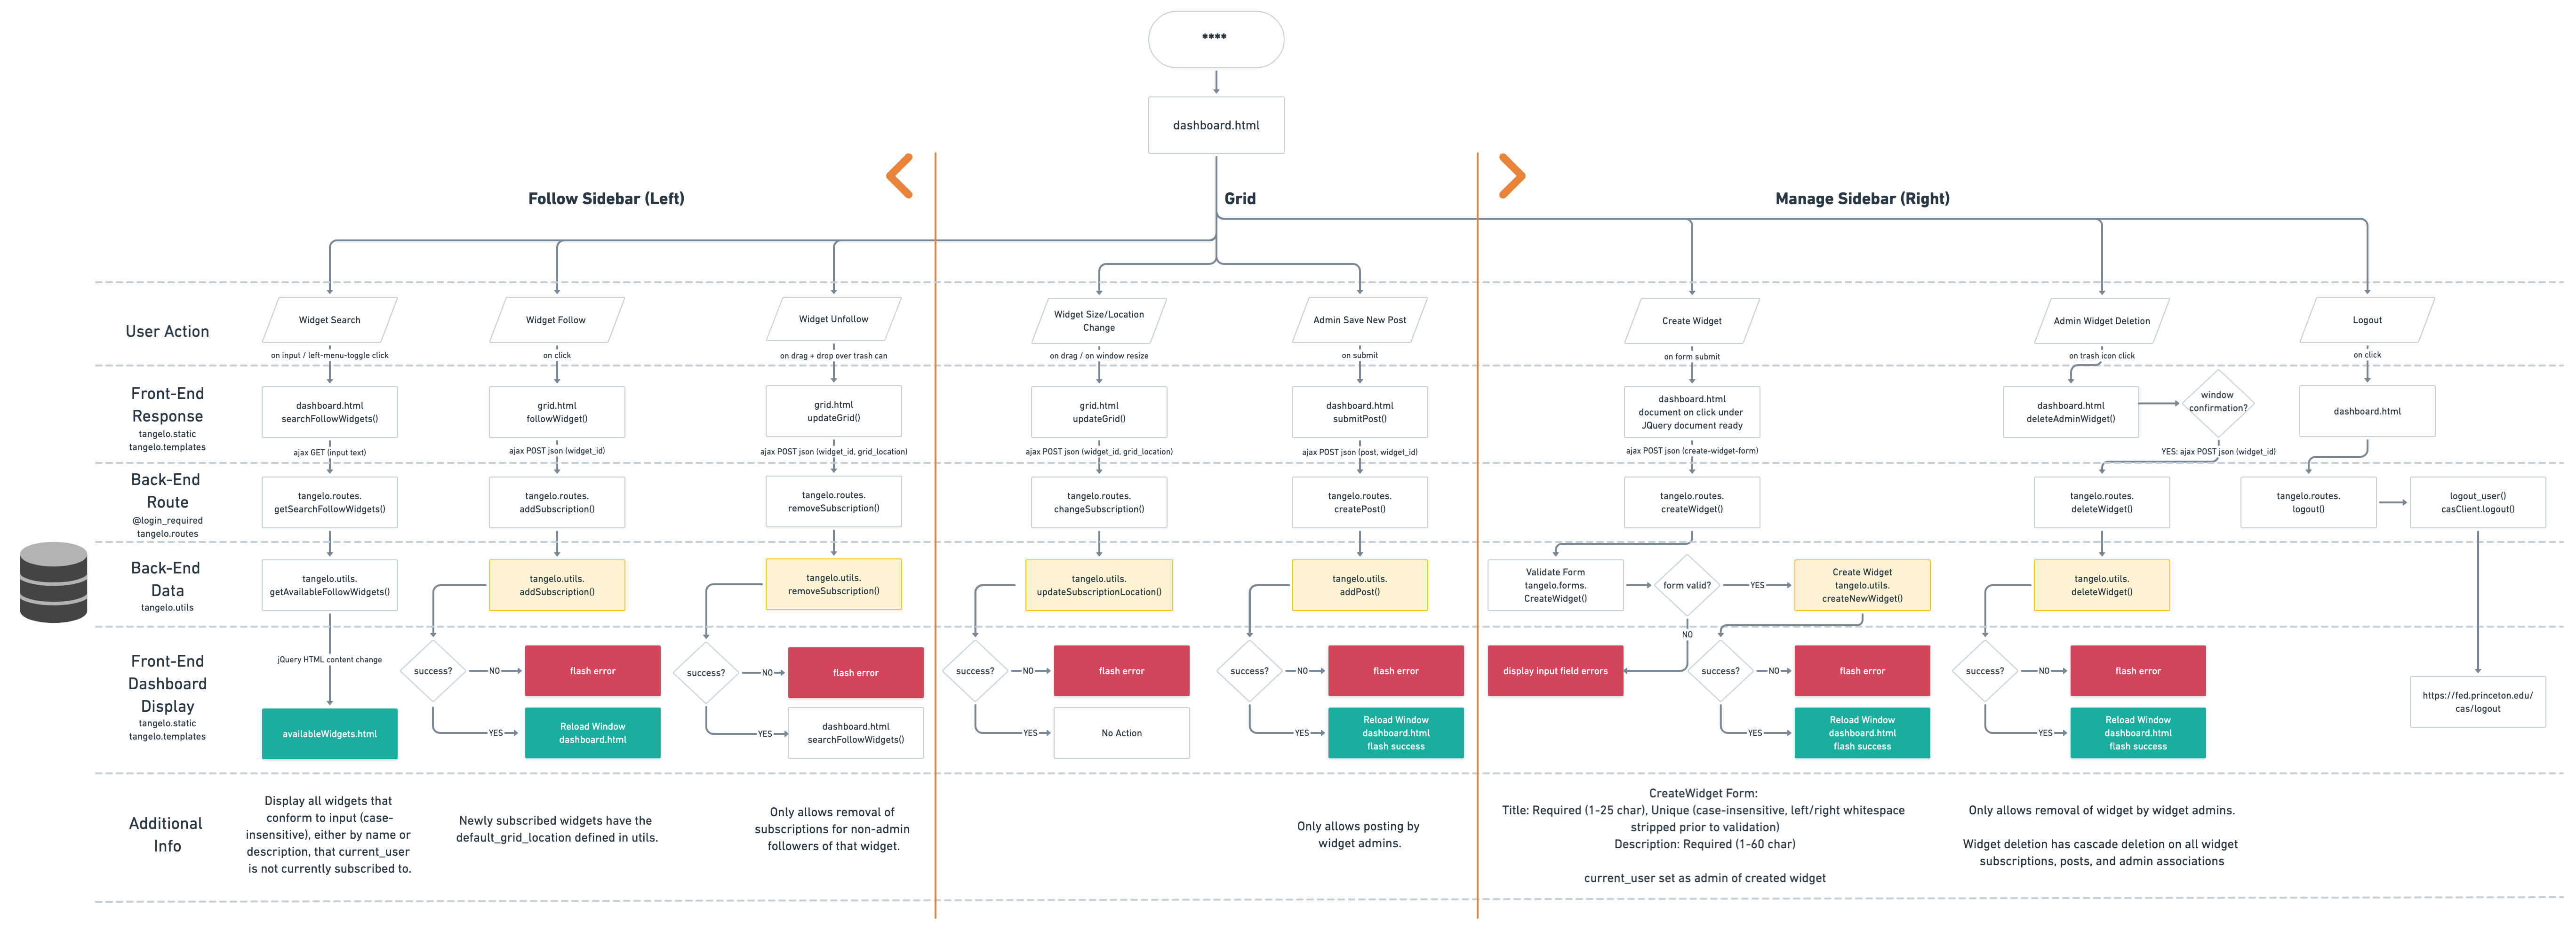 ****
dashboard.html
Follow Sidebar (Left)
Grid
Manage Sidebar (Right)
User Action
Widget Search
Widget Follow
Widget Unfollow
Widget Size/Location
Change
Admin Save New Post
Create Widget
Admin Widget Deletion
Logout
on input / left-menu-toggle click
on click
on drag + drop over trash can
on drag / on window resize
on submit
on form submit
on trash icon click
on click
Front-End
Response
tangelo.static
tangelo.templates
dashboard.html
searchFollowWidgets()
grid.html
followWidget()
grid.html
updateGrid()
grid.html
updateGrid()
dashboard.html
submitPost()
dashboard.html
document on click under
JQuery document ready
dashboard.html
deleteAdminWidget()
window
confirmation?
dashboard.html
ajax GET (input text)
ajax POST json (widget_id)
ajax POST json (widget_id, grid_location)
ajax POST json (widget_id, grid_location)
ajax POST json (post, widget_id)
ajax POST json (create-widget-form)
YES: ajax POST json (widget_id)
Back-End
Route
@login_required
tangelo.routes
tangelo.routes.
getSearchFollowWidgets()
tangelo.routes.
addSubscription()
tangelo.routes.
removeSubscription()
tangelo.routes.
changeSubscription()
tangelo.routes.
createPost()
tangelo.routes.
createWidget()
tangelo.routes.
deleteWidget()
tangelo.routes.
logout()
logout_user()
casClient.logout()
Back-End
Data
tangelo.utils
tangelo.utils.
getAvailableFollowWidgets()
tangelo.utils.
addSubscription()
tangelo.utils.
removeSubscription()
tangelo.utils.
updateSubscriptionLocation()
tangelo.utils.
addPost()
Validate Form
tangelo.forms.
CreateWidget()
form valid?
YES
Create Widget
tangelo.utils.
createNewWidget()
tangelo.utils.
deleteWidget()
NO
Front-End
Dashboard
Display
tangelo.static
tangelo.templates
jQuery HTML content change
availableWidgets.html
success?
NO
flash error
YES
Reload Window
dashboard.html
success?
NO
flash error
YES
dashboard.html
searchFollowWidgets()
success?
NO
flash error
YES
No Action
success?
NO
flash error
YES
Reload Window
dashboard.html
flash success
display input field errors
success?
NO
flash error
YES
Reload Window
dashboard.html
flash success
success?
NO
flash error
YES
Reload Window
dashboard.html
flash success
https://fed.princeton.edu/
cas/logout
Additional
Info
Display all widgets that
conform to input (case-
insensitive), either by name or
description, that current_user
is not currently subscribed to.
Newly subscribed widgets have the
default_grid_location defined in utils.
Only allows removal of
subscriptions for non-admin
followers of that widget.
Only allows posting by
widget admins.
CreateWidget Form:
Title: Required (1-25 char), Unique (case-insensitive, left/right whitespace
stripped prior to validation)
Description: Required (1-60 char)
current_user set as admin of created widget
Only allows removal of widget by widget admins.
Widget deletion has cascade deletion on all widget
subscriptions, posts, and admin associations